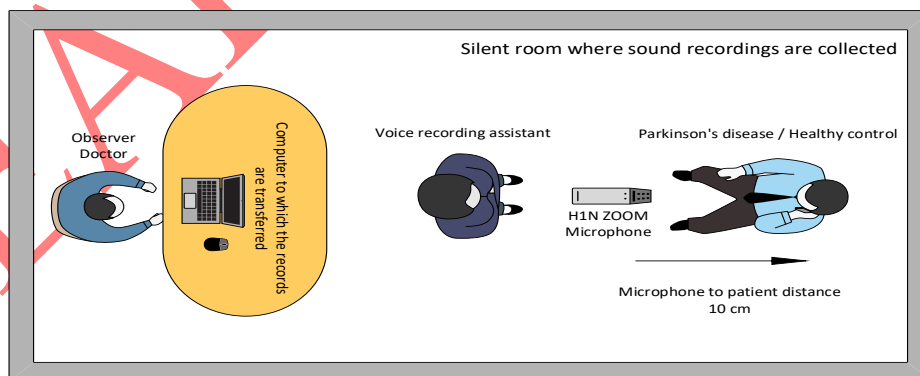 Silent room where sound recordings are collected
Observer
Doctor
Computer to which the records
are transferred
Voice recording assistant
Parkinson's disease / Healthy control
H1N ZOOM
Microphone
Microphone to patient distance
10 cm